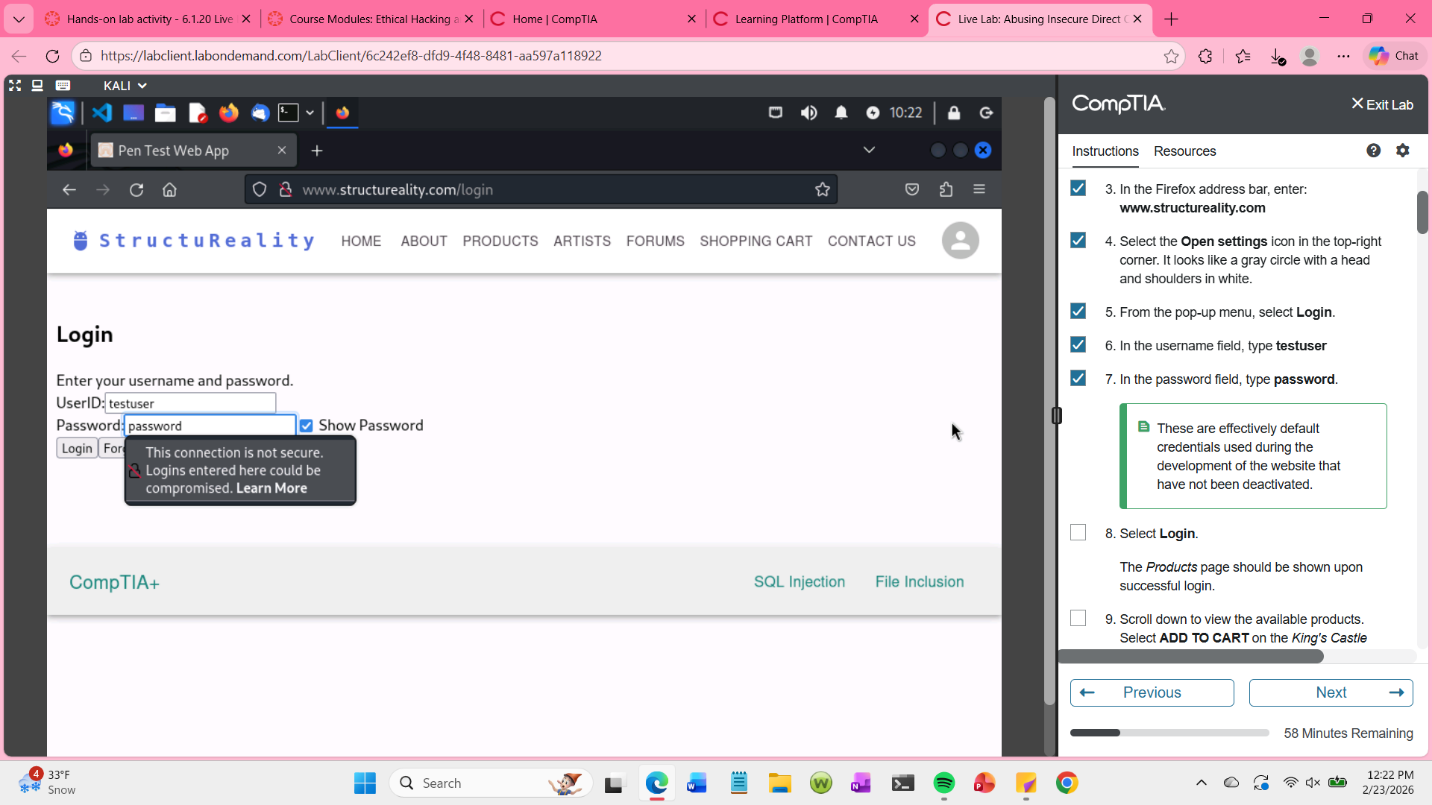 Hands-on lab activity - 6.1.20 Live
Course Modules: Ethical Hacking a
Home | CompTIA
Learning Platform | CompTIA
Live Lab: Abusing Insecure Direct O
https://labclient.labondemand.com/LabClient/6c242ef8-dfd9-4f48-8481-aa597a118922
Chat
KALI
10:22
Pen Test Web App
www.structureality.com/login
StructuReality
HOME
ABOUT
PRODUCTS
ARTISTS
FORUMS
SHOPPING CART
CONTACT US
Login
Enter your username and password.
UserID: testuser
Password: password Show Password
Login For
This connection is not secure.
Logins entered here could be
compromised. Learn More
CompTIA+
SQL Injection
File Inclusion
CompTIA.
Exit Lab
Instructions
Resources
3. In the Firefox address bar, enter:
www.structureality.com
4. Select the Open settings icon in the top-right
corner. It looks like a gray circle with a head
and shoulders in white.
5. From the pop-up menu, select Login.
6. In the username field, type testuser
7. In the password field, type password.
These are effectively default
credentials used during the
development of the website that
have not been deactivated.
8. Select Login.
The Products page should be shown upon
successful login.
9. Scroll down to view the available products.
Select ADD TO CART on the King's Castle
Previous
Next
58 Minutes Remaining
4
33°F
Snow
Search
12:22 PM
2/23/2026